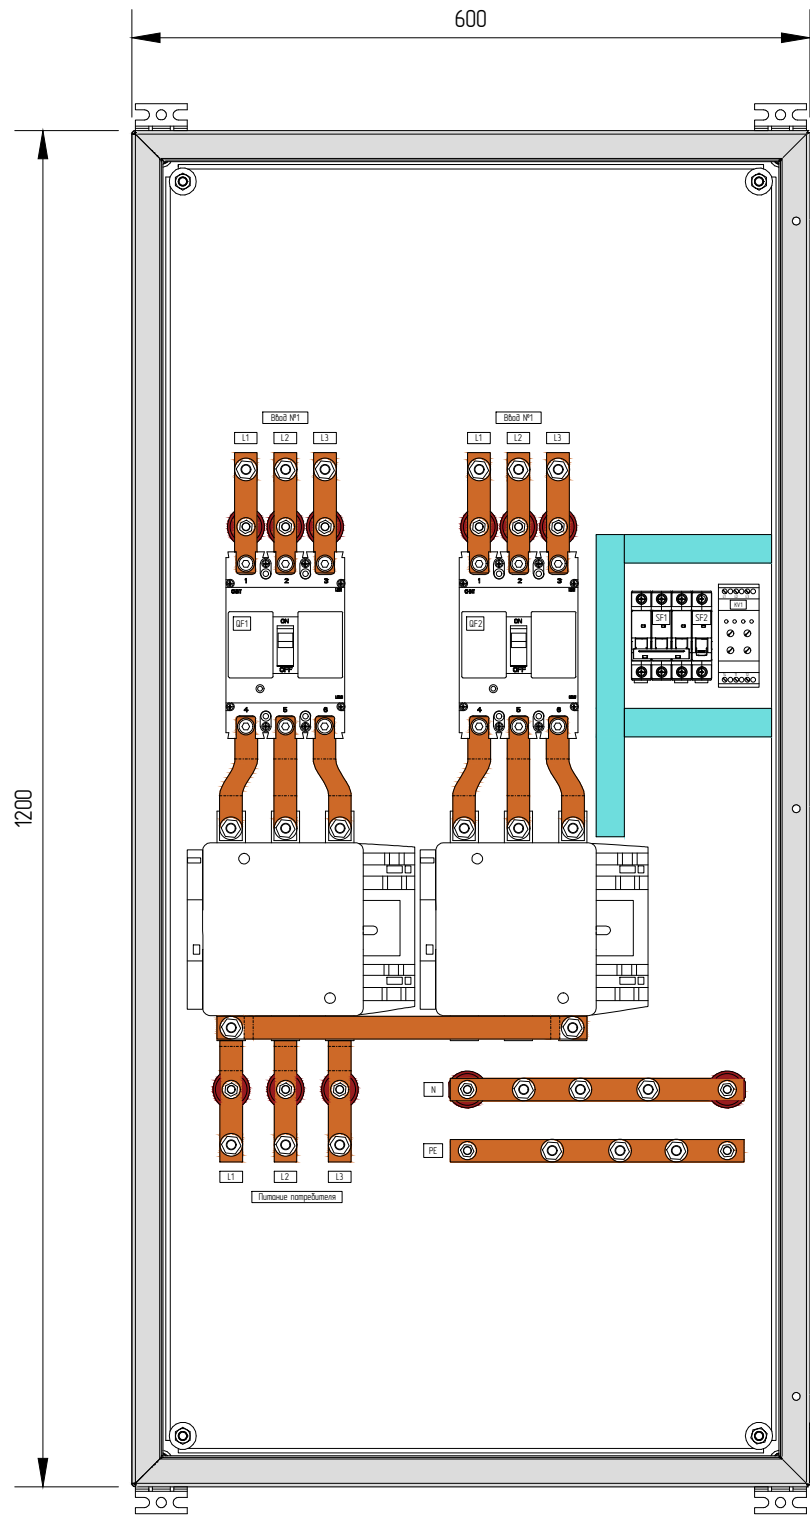 600
1200
Ввод №1
Ввод №1
L1 L2 L3
L1 L2 L3
1 2 3
1 2 3
CHINT
QF1
ON
OFF
QF2
ON
OFF
SF1
SF2
KV1
4 5 6
4 5 6
N
PE
L1 L2 L3
Питание потребителя